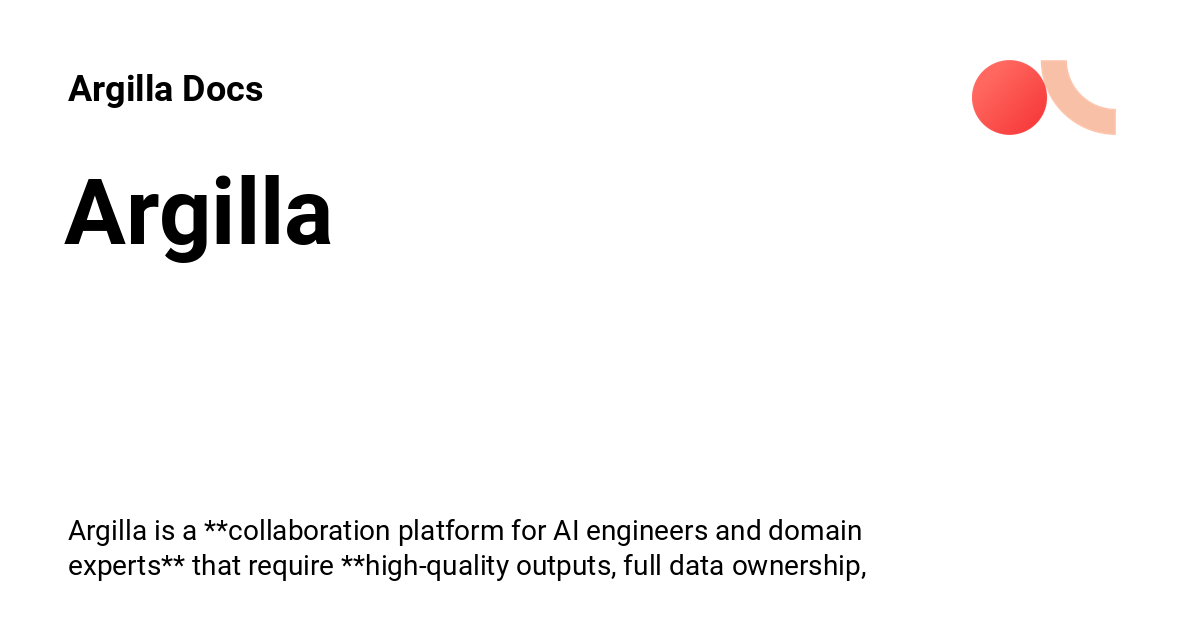 Argilla Docs
Argilla
Argilla is a **collaboration platform for AI engineers and domain
experts** that require **high-quality outputs, full data ownership,